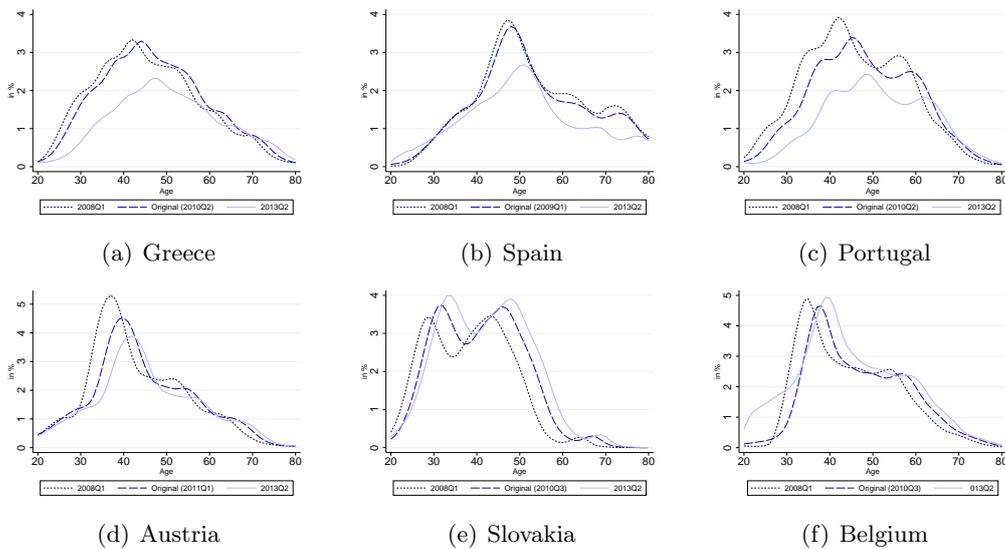 4
3
in %
2
1
0
20 30 40 50 60 70 80
Age
2008Q1 Original (2010Q2) 2013Q2
(a) Greece
4
3
in %
2
1
0
20 30 40 50 60 70 80
Age
2008Q1 Original (2009Q1) 2013Q2
(b) Spain
4
3
in %
2
1
0
20 30 40 50 60 70 80
Age
2008Q1 Original (2010Q2) 2013Q2
(c) Portugal
5
4
3
in %
2
1
0
20 30 40 50 60 70 80
Age
2008Q1 Original (2011Q1) 2013Q2
(d) Austria
4
3
in %
2
1
0
20 30 40 50 60 70 80
Age
2008Q1 Original (2010Q3) 2013Q2
(e) Slovakia
5
4
3
in %
2
1
0
20 30 40 50 60 70 80
Age
2008Q1 Original (2010Q3) 013Q2
(f) Belgium